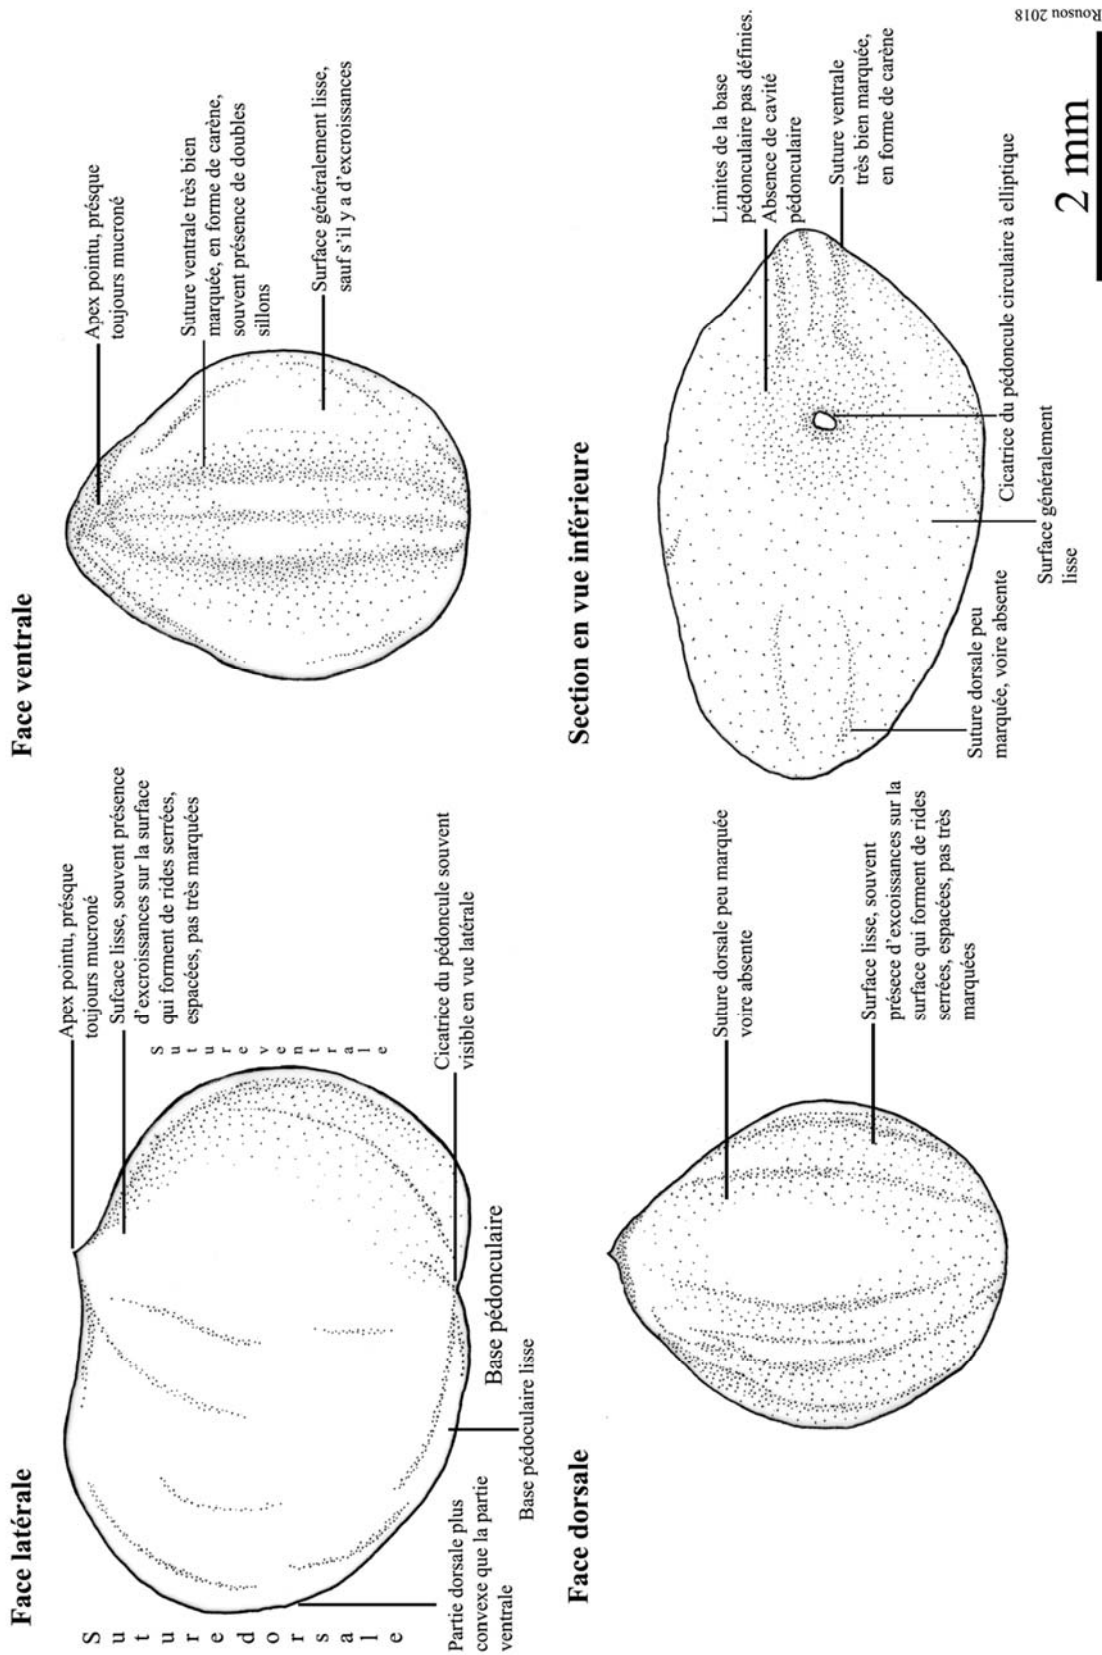 Face latérale
Apex pointu, présque
toujours mucroné
Sufcace lisse, souvent présence
d'excroissances sur la surface
qui forment de rides serrées,
espacées, pas très marquées
Suture ventrale
Suture dorsale
Cicatrice du pédoncule souvent
visible en vue latérale
Base pédonculaire
Base pédoculaire lisse
Partie dorsale plus
convexe que la partie
ventrale
Face ventrale
Apex pointu, présque
toujours mucroné
Suture ventrale très bien
marquée, en forme de carène,
souvent présence de doubles
sillons
Surface généralement lisse,
sauf s'il y a d'excroissances
Face dorsale
Suture dorsale peu marquée
voire absente
Surface lisse, souvent
présece d'excoissances sur la
surface qui forment de rides
serrées, espacées, pas très
marquées
Section en vue inférieure
Limites de la base
pédonculaire pas définies.
Absence de cavité
pédonculaire
Suture ventrale
très bien marquée,
en forme de carène
Cicatrice du pédoncule circulaire à elliptique
Surface généralement
lisse
Suture dorsale peu
marquée, voire absente
2 mm
Rousou 2018